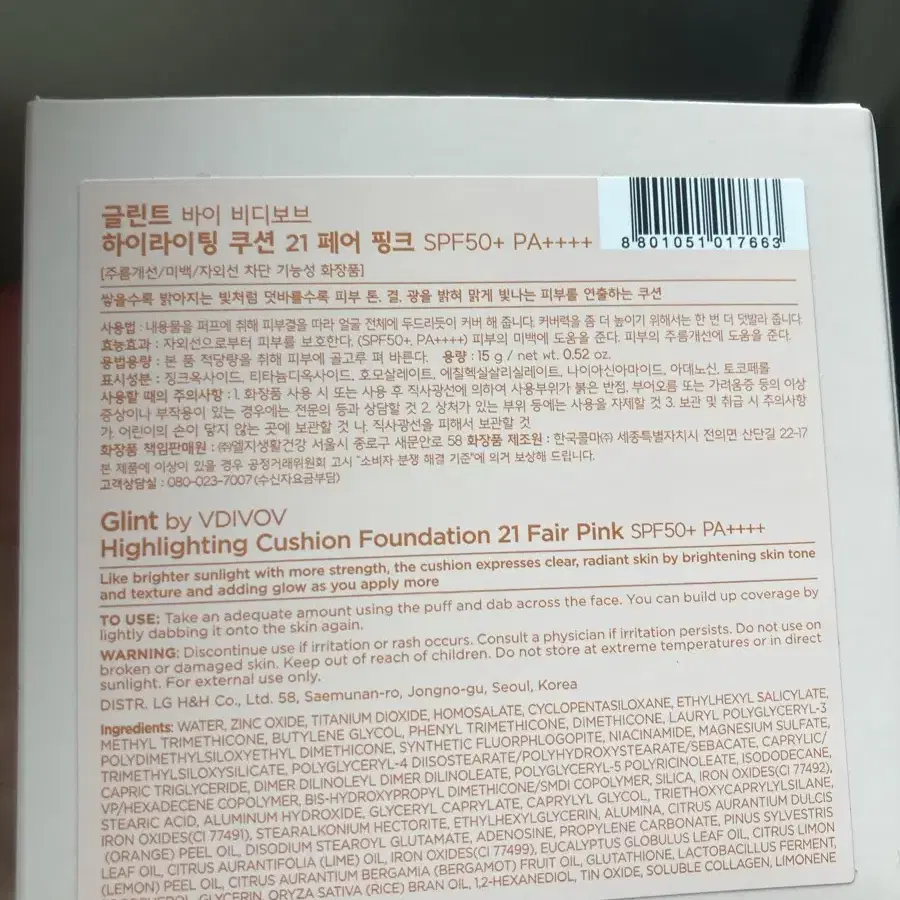 글린트 바이 비디보브
하이라이팅 쿠션 21 페어 핑크 SPF50+ PA++++
8 801051 017663
[주름개선/미백/자외선 차단 기능성 화장품]
쌓을수록 밝아지는 빛처럼 덧바를수록 피부 톤, 결, 광을 밝혀 맑게 빛나는 피부를 연출하는 쿠션
사용법 : 내용물을 퍼프에 취해 피부결을 따라 얼굴 전체에 두드리듯이 커버 해 줍니다. 커버력을 좀 더 높이기 위해서는 한 번 더 덧발라 줍니다.
효능효과 : 자외선으로부터 피부를 보호한다. (SPF50+, PA++++) 피부의 미백에 도움을 준다. 피부의 주름개선에 도움을 준다.
용법용량 : 본 품 적당량을 취해 피부에 골고루 펴 바른다. 용량 : 15 g / net wt. 0.52 oz.
표시성분 : 징크옥사이드, 티타늄디옥사이드, 호모살레이트, 에칠헥실살리실레이트, 나이아신아마이드, 아데노신, 토코페롤
사용할 때의 주의사항 : 1. 화장품 사용 시 또는 사용 후 직사광선에 의하여 사용부위가 붉은 반점, 부어오름 또는 가려움증 등의 이상
증상이나 부작용이 있는 경우에는 전문의 등과 상담할 것 2. 상처가 있는 부위 등에는 사용을 자제할 것 3. 보관 및 취급 시 주의사항
가. 어린이의 손이 닿지 않는 곳에 보관할 것 나. 직사광선을 피해서 보관할 것
화장품 책임판매원 : ㈜엘지생활건강 서울시 종로구 새문안로 58 화장품 제조원 : 한국콜마㈜ 세종특별자치시 전의면 산단길 22-17
본 제품에 이상이 있을 경우 공정거래위원회 고시 "소비자 분쟁 해결 기준"에 의거 보상해 드립니다.
고객상담실 : 080-023-7007 (수신자요금부담)
Glint by VDIVOV
Highlighting Cushion Foundation 21 Fair Pink SPF50+ PA++++
Like brighter sunlight with more strength, the cushion expresses clear, radiant skin by brightening skin tone
and texture and adding glow as you apply more
TO USE: Take an adequate amount using the puff and dab across the face. You can build up coverage by
lightly dabbing it onto the skin again.
WARNING: Discontinue use if irritation or rash occurs. Consult a physician if irritation persists. Do not use on
broken or damaged skin. Keep out of reach of children. Do not store at extreme temperatures or in direct
sunlight. For external use only.
DISTR. LG H&H Co., Ltd. 58, Saemunan-ro, Jongno-gu, Seoul, Korea
Ingredients: WATER, ZINC OXIDE, TITANIUM DIOXIDE, HOMOSALATE, CYCLOPENTASILOXANE, ETHYLHEXYL SALICYLATE,
METHYL TRIMETHICONE, BUTYLENE GLYCOL, PHENYL TRIMETHICONE, DIMETHICONE, LAURYL POLYGLYCERYL-3
POLYDIMETHYLSILOXYETHYL DIMETHICONE, SYNTHETIC FLUORPHLOGOPITE, NIACINAMIDE, MAGNESIUM SULFATE,
TRIMETHYLSILOXYSILICATE, POLYGLYCERYL-4 DIISOSTEARATE/POLYHYDROXYSTEARATE/SEBACATE, CAPRYLIC/
CAPRIC TRIGLYCERIDE, DIMER DILINOLEYL DIMER DILINOLEATE, POLYGLYCERYL-5 POLYRICINOLEATE, ISODODECANE,
VP/HEXADECENE COPOLYMER, BIS-HYDROXYPROPYL DIMETHICONE/SMDI COPOLYMER, SILICA, IRON OXIDES(CI 77492),
STEARIC ACID, ALUMINUM HYDROXIDE, GLYCERYL CAPRYLATE, CAPRYLYL GLYCOL, TRIETHOXYCAPRYLYLSILANE,
IRON OXIDES(CI 77491), STEARALKONIUM HECTORITE, ETHYLHEXYLGLYCERIN, ALUMINA, CITRUS AURANTIUM DULCIS
(ORANGE) PEEL OIL, DISODIUM STEAROYL GLUTAMATE, ADENOSINE, PROPYLENE CARBONATE, PINUS SYLVESTRIS
LEAF OIL, CITRUS AURANTIFOLIA (LIME) OIL, IRON OXIDES(CI 77499), EUCALYPTUS GLOBULUS LEAF OIL, CITRUS LIMON
(LEMON) PEEL OIL, CITRUS AURANTIUM BERGAMIA (BERGAMOT) FRUIT OIL, GLUTATHIONE, LACTOBACILLUS FERMENT,
GLYCERIN, ORYZA SATIVA (RICE) BRAN OIL, 1,2-HEXANEDIOL, TIN OXIDE, SOLUBLE COLLAGEN, LIMONENE